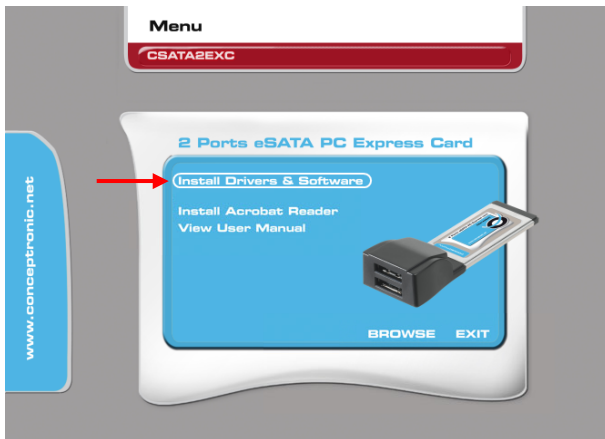 Menu
CSATA2EXC
2 Ports eSATA PC Express Card
Install Drivers & Software
Install Acrobat Reader
View User Manual
BROWSE EXIT
www.conceptronic.net